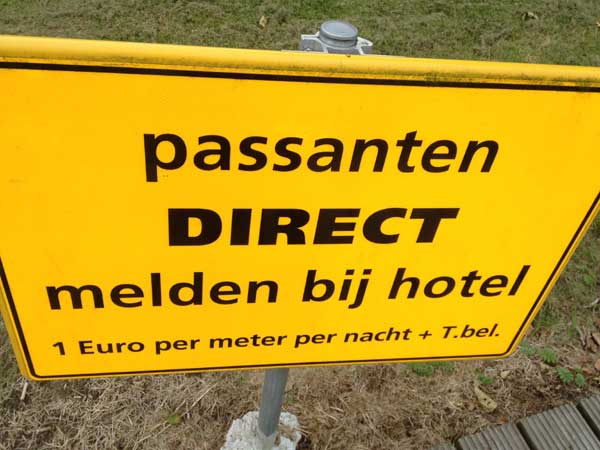 passanten
DIRECT
melden bij hotel
1 Euro per meter per nacht + T.bel.